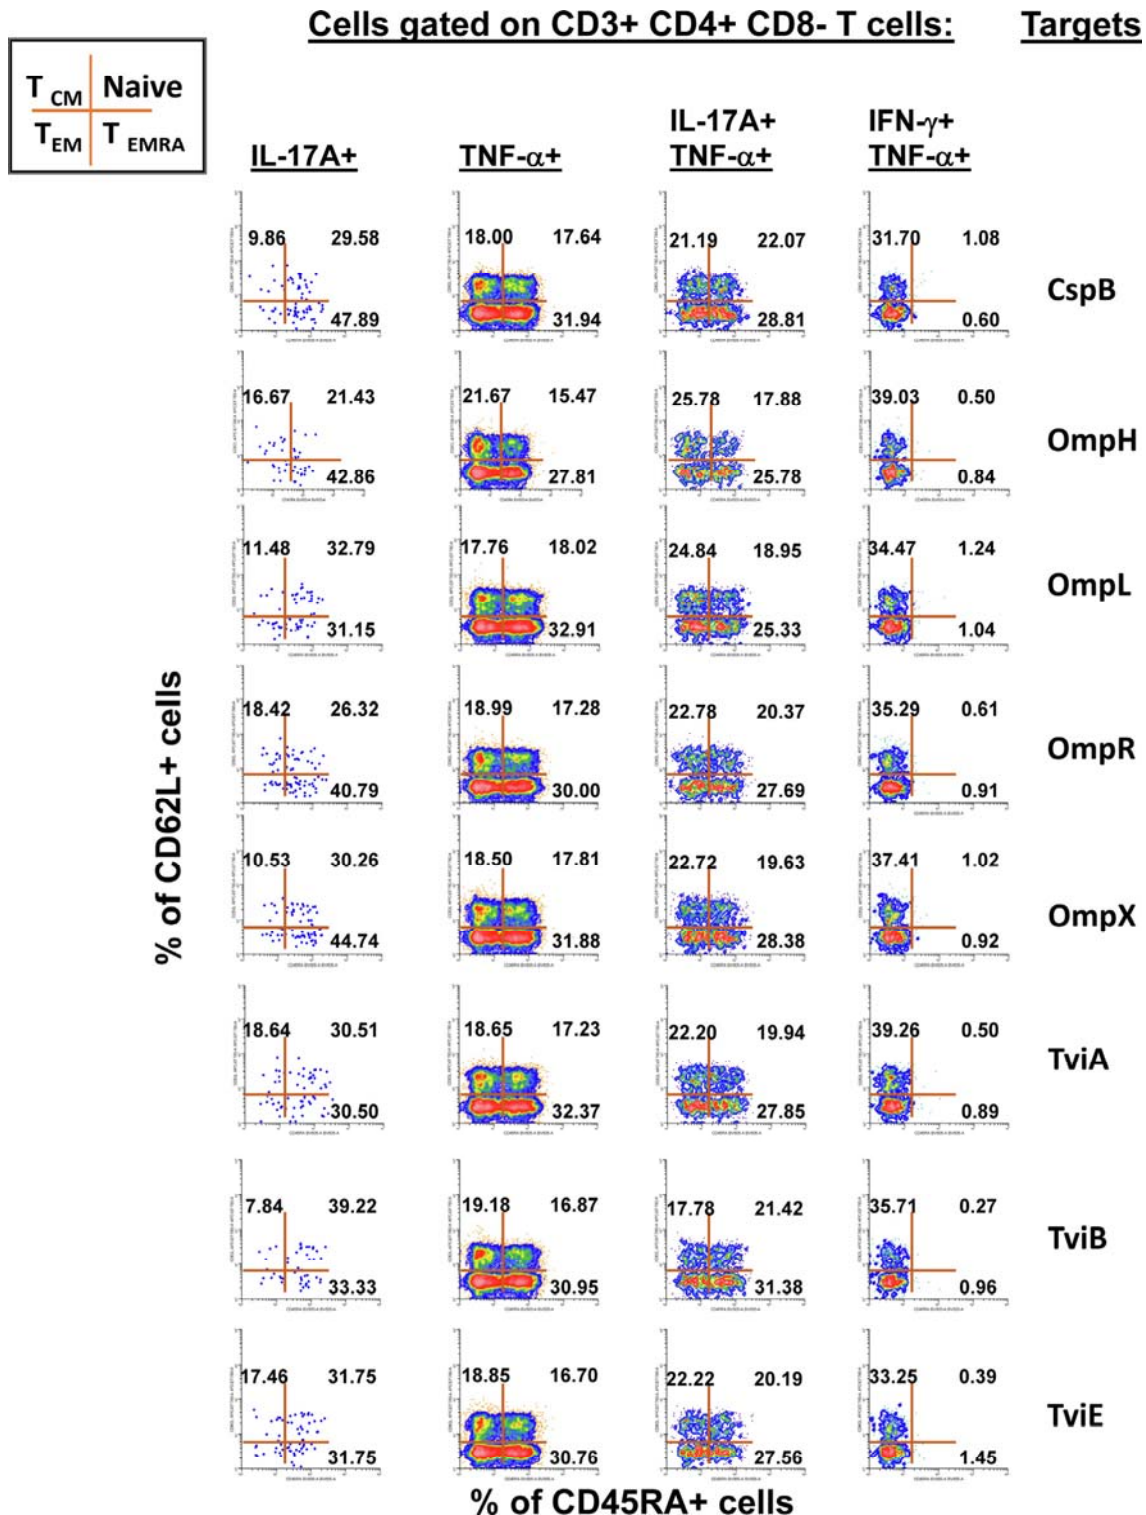 Cells gated on CD3+ CD4+ CD8- T cells: Targets
T CM Naive
TEM T EMRA
IL-17A+ TNF-α+ IL-17A+ TNF-α+ IFN-γ+ TNF-α+
9.86 29.58 18.00 17.64 21.19 22.07 31.70 1.08
CspB
47.89 31.94 28.81 0.60
16.67 21.43 21.67 15.47 25.78 17.88 39.03 0.50
OmpH
42.86 27.81 25.78 0.84
11.48 32.79 17.76 18.02 24.84 18.95 34.47 1.24
OmpL
31.15 32.91 25.33 1.04
18.42 26.32 18.99 17.28 22.78 20.37 35.29 0.61
OmpR
40.79 30.00 27.69 0.91
10.53 30.26 18.50 17.81 22.72 19.63 37.41 1.02
OmpX
44.74 31.88 28.38 0.92
18.64 30.51 18.65 17.23 22.20 19.94 39.26 0.50
TviA
30.50 32.37 27.85 0.89
7.84 39.22 19.18 16.87 17.78 21.42 35.71 0.27
TviB
33.33 30.95 31.38 0.96
17.46 31.75 18.85 16.70 22.22 20.19 33.25 0.39
TviE
31.75 30.76 27.56 1.45
% of CD62L+ cells
% of CD45RA+ cells